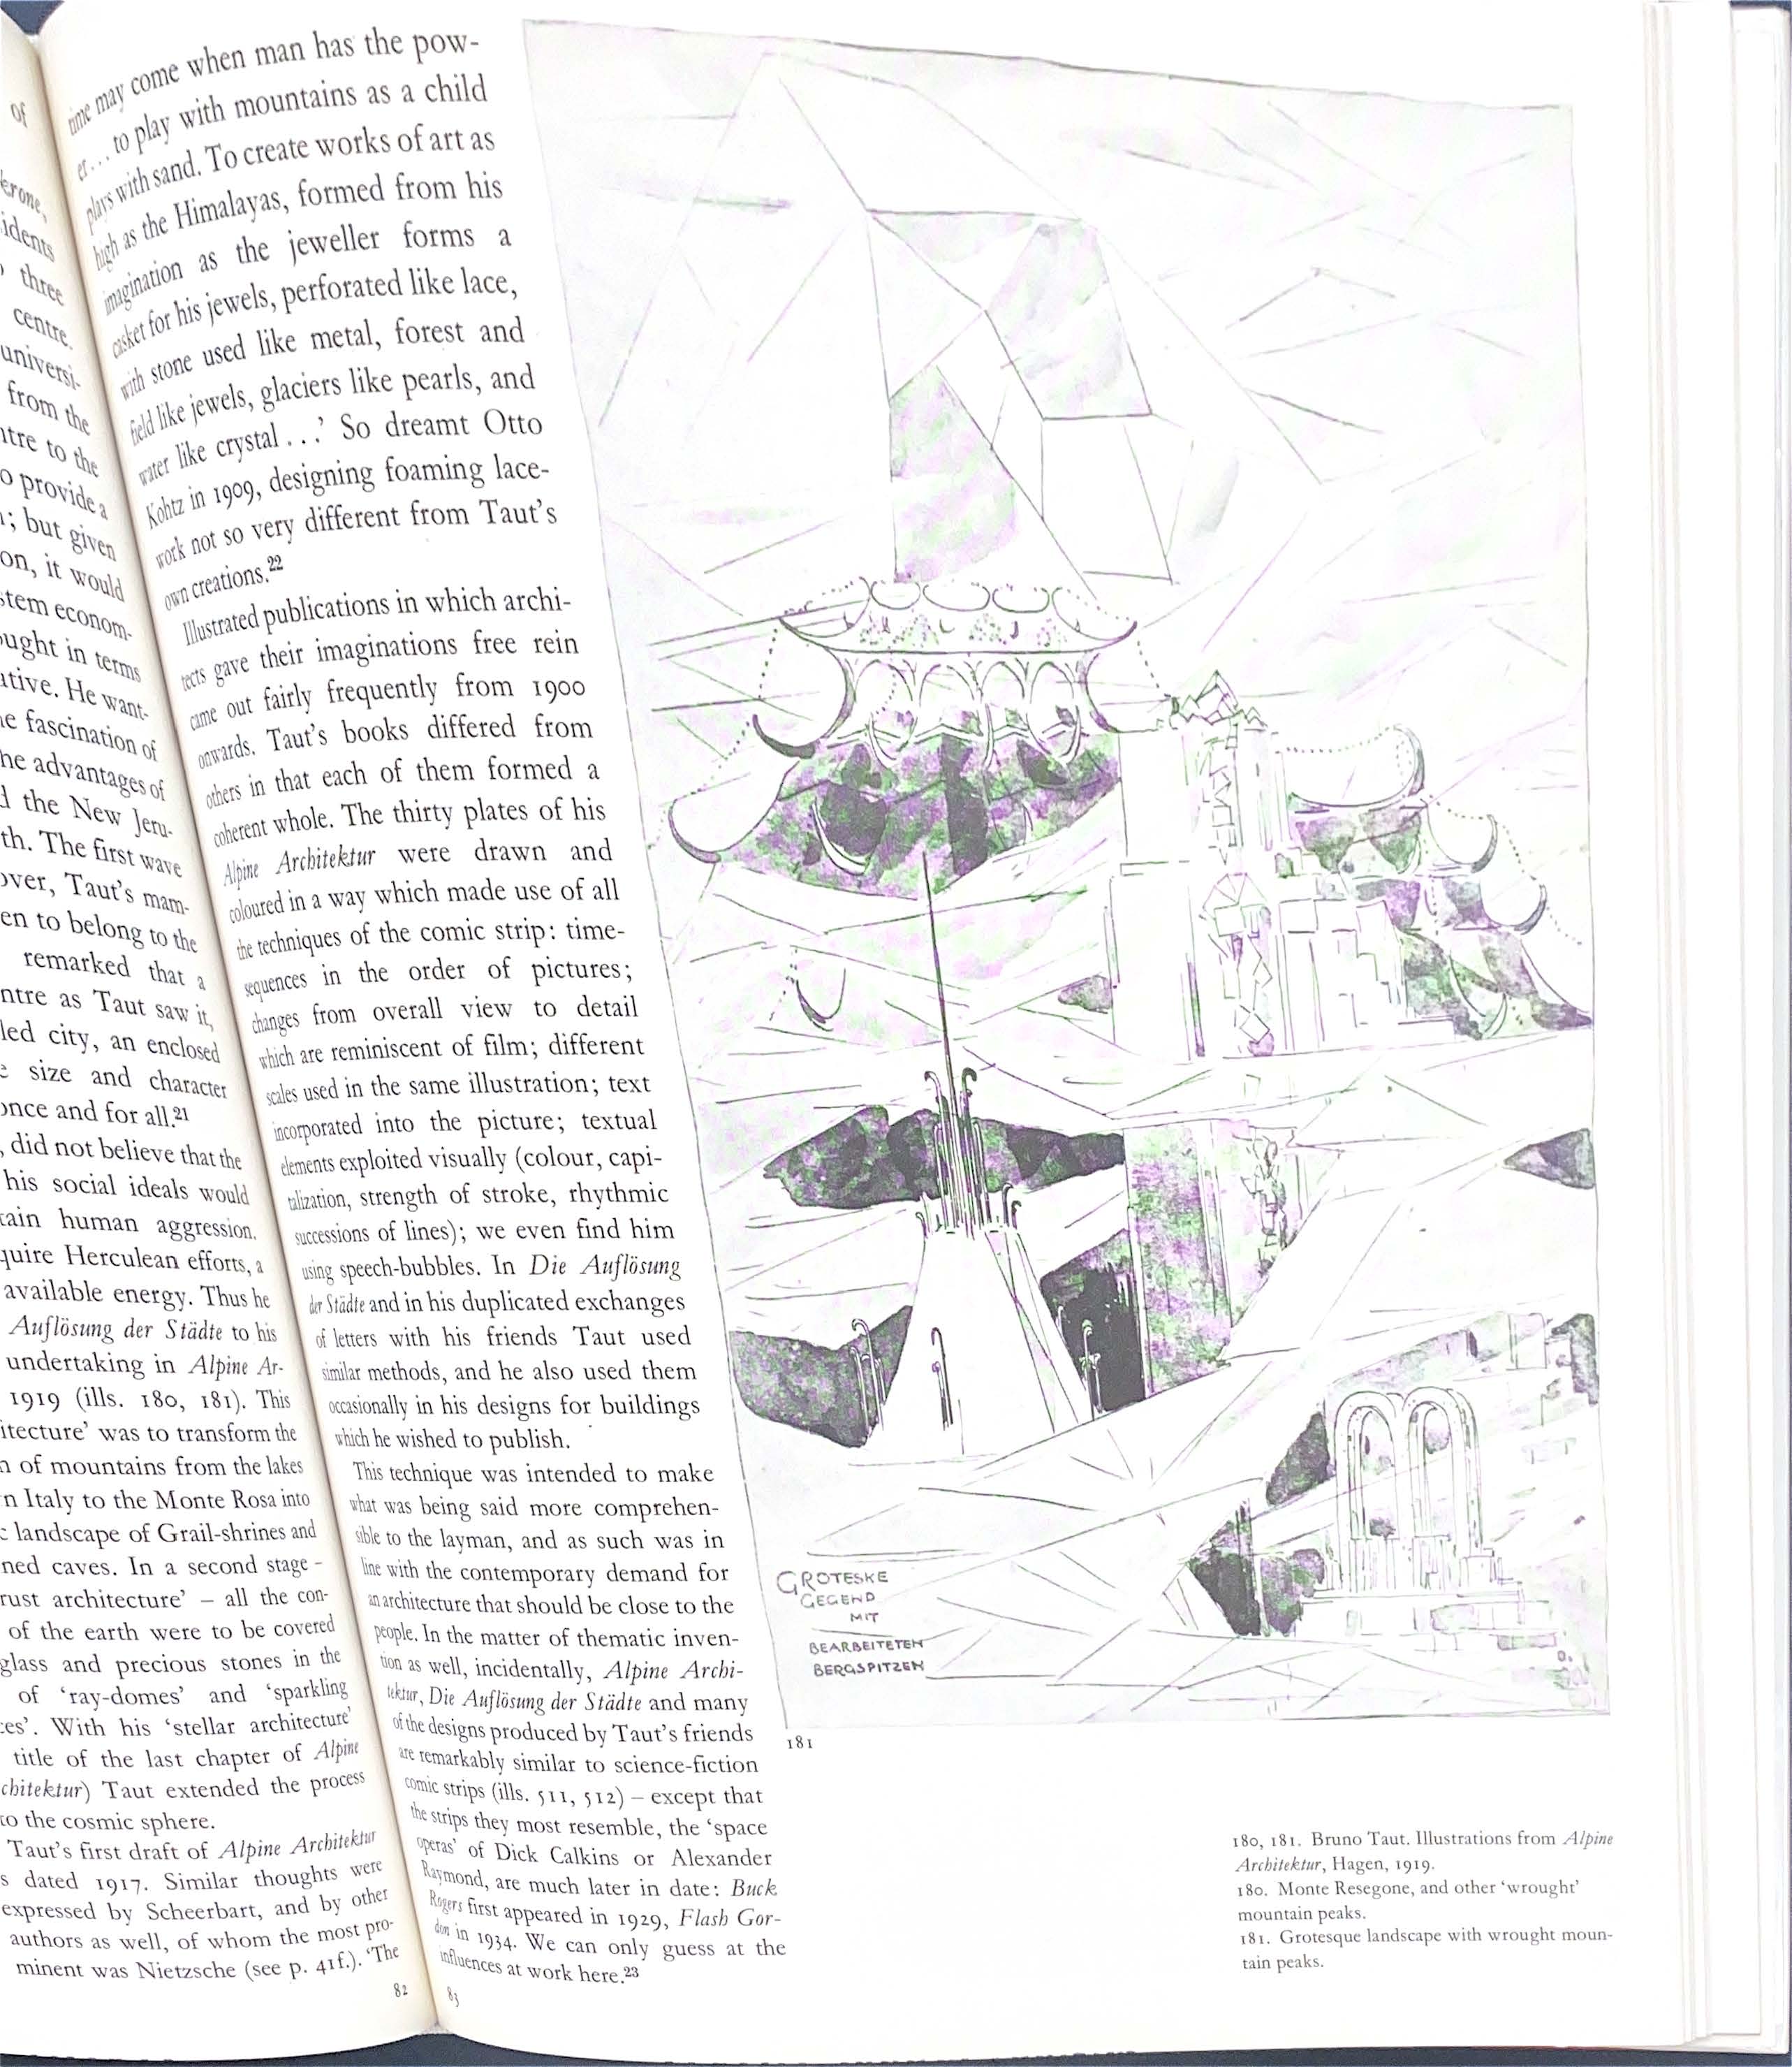 of
erone,
idents
three
centre.
universi-
from the
ntre to the
o provide a
; but given
on, it would
stem econom-
ought in terms
ative. He want-
e fascination of
he advantages of
d the New Jeru-
th. The first wave
over, Taut's mam-
en to belong to the
remarked that a
ntre as Taut saw it,
led city, an enclosed
e size and character
once and for all.²¹
, did not believe that the
his social ideals would
tain human aggression.
quire Herculean efforts, a
available energy. Thus he
Auflösung der Städte to his
undertaking in Alpine Ar-
1919 (ills. 180, 181). This
itecture' was to transform the
n of mountains from the lakes
n Italy to the Monte Rosa into
c landscape of Grail-shrines and
ned caves. In a second stage –
rust architecture' – all the con-
of the earth were to be covered
glass and precious stones in the
of 'ray-domes' and 'sparkling
ces'. With his 'stellar architecture'
title of the last chapter of Alpine
chitektur) Taut extended the process
to the cosmic sphere.
Taut's first draft of Alpine Architektur
s dated 1917. Similar thoughts were
expressed by Scheerbart, and by other
authors as well, of whom the most pro-
minent was Nietzsche (see p. 41f.). 'The
82
time may come when man has the pow-
er... to play with mountains as a child
plays with sand. To create works of art as
high as the Himalayas, formed from his
imagination as the jeweller forms a
casket for his jewels, perforated like lace,
with stone used like metal, forest and
field like jewels, glaciers like pearls, and
water like crystal...' So dreamt Otto
Kohtz in 1909, designing foaming lace-
work not so very different from Taut's
own creations.²²
Illustrated publications in which archi-
tects gave their imaginations free rein
came out fairly frequently from 1900
onwards. Taut's books differed from
others in that each of them formed a
coherent whole. The thirty plates of his
Alpine Architektur were drawn and
coloured in a way which made use of all
the techniques of the comic strip: time-
sequences in the order of pictures;
changes from overall view to detail
which are reminiscent of film; different
scales used in the same illustration; text
incorporated into the picture; textual
elements exploited visually (colour, capi-
talization, strength of stroke, rhythmic
successions of lines); we even find him
using speech-bubbles. In Die Auflösung
der Städte and in his duplicated exchanges
of letters with his friends Taut used
similar methods, and he also used them
occasionally in his designs for buildings
which he wished to publish.
This technique was intended to make
what was being said more comprehen-
sible to the layman, and as such was in
line with the contemporary demand for
an architecture that should be close to the
people. In the matter of thematic inven-
tion as well, incidentally, Alpine Archi-
tektur, Die Auflösung der Städte and many
of the designs produced by Taut's friends
are remarkably similar to science-fiction
comic strips (ills. 511, 512) – except that
the strips they most resemble, the 'space
operas' of Dick Calkins or Alexander
Raymond, are much later in date: Buck
Rogers first appeared in 1929, Flash Gor-
don in 1934. We can only guess at the
influences at work here.²³
83
GROTESKE
GEGEND
MIT
BEARBEITETEN
BERGSPITZEN
181
180, 181. Bruno Taut. Illustrations from Alpine
Architektur, Hagen, 1919.
180. Monte Resegone, and other 'wrought'
mountain peaks.
181. Grotesque landscape with wrought moun-
tain peaks.